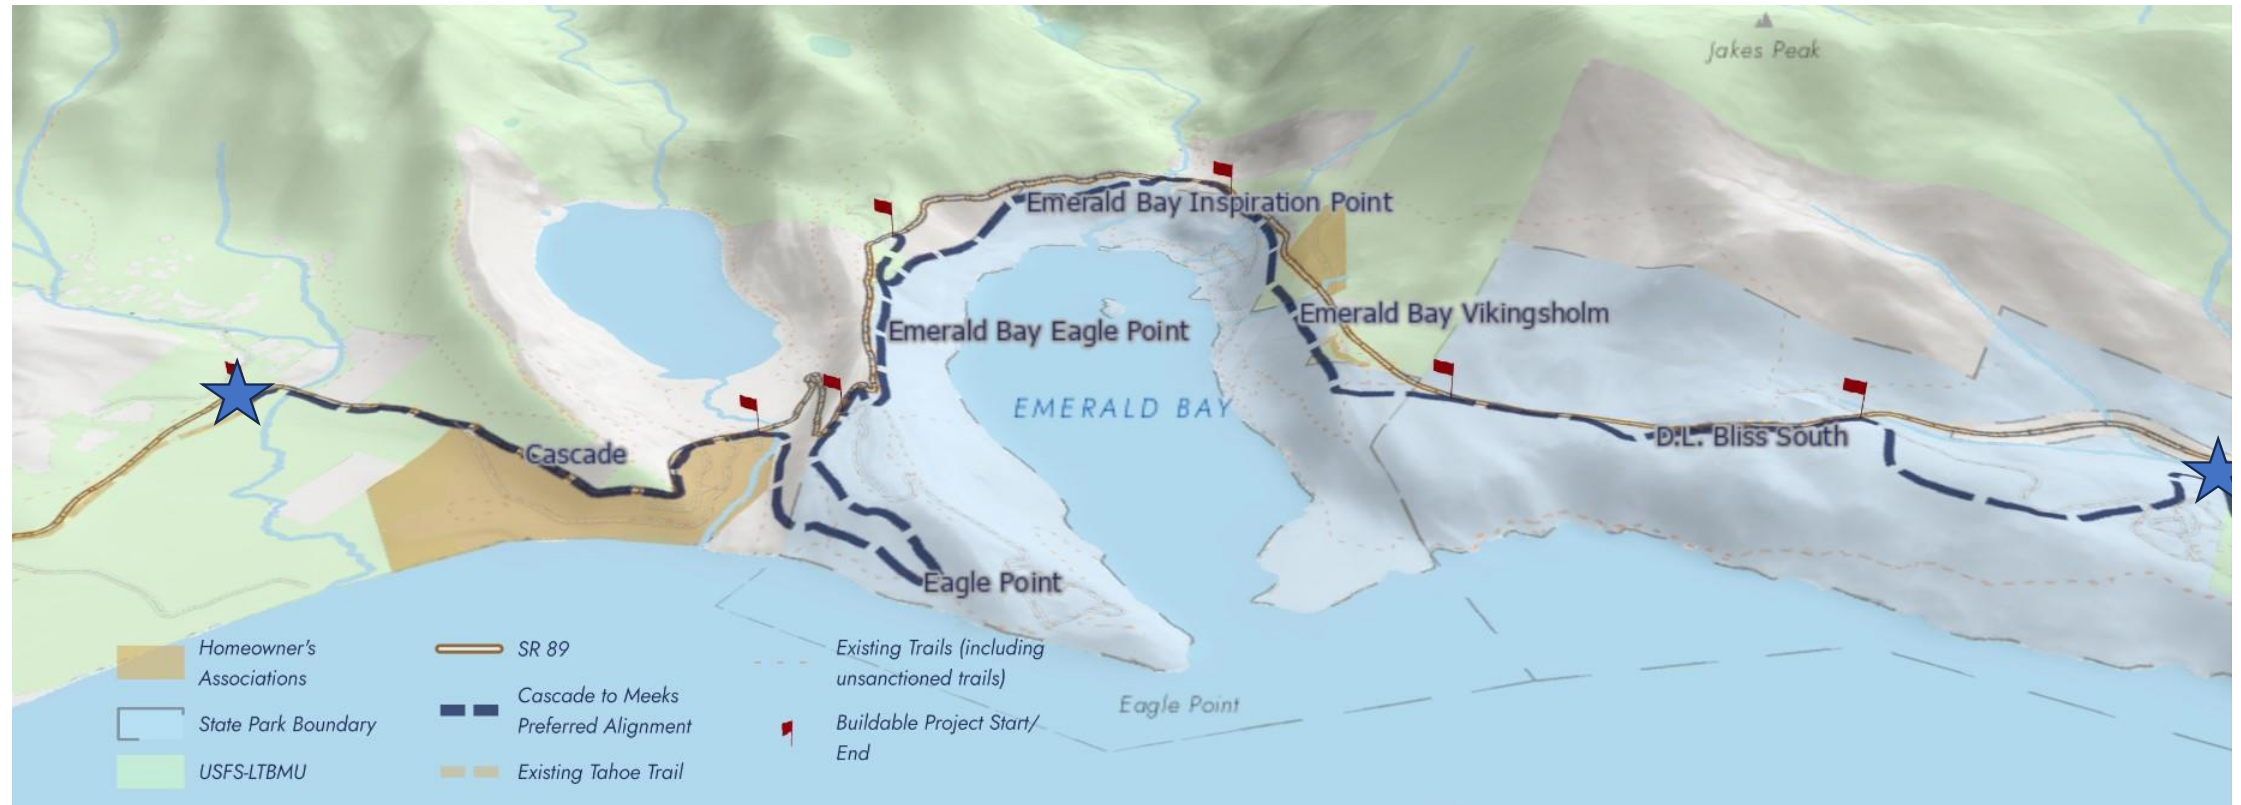 Jakes Peak
Emerald Bay Inspiration Point
Emerald Bay Vikingsholm
Emerald Bay Eagle Point
EMERALD BAY
Cascade
D.L. Bliss South
Eagle Point
Eagle Point
Homeowner's
Associations
State Park Boundary
USFS-LTBMU
SR 89
Cascade to Meeks
Preferred Alignment
Existing Tahoe Trail
Existing Trails (including
unsanctioned trails)
Buildable Project Start/
End